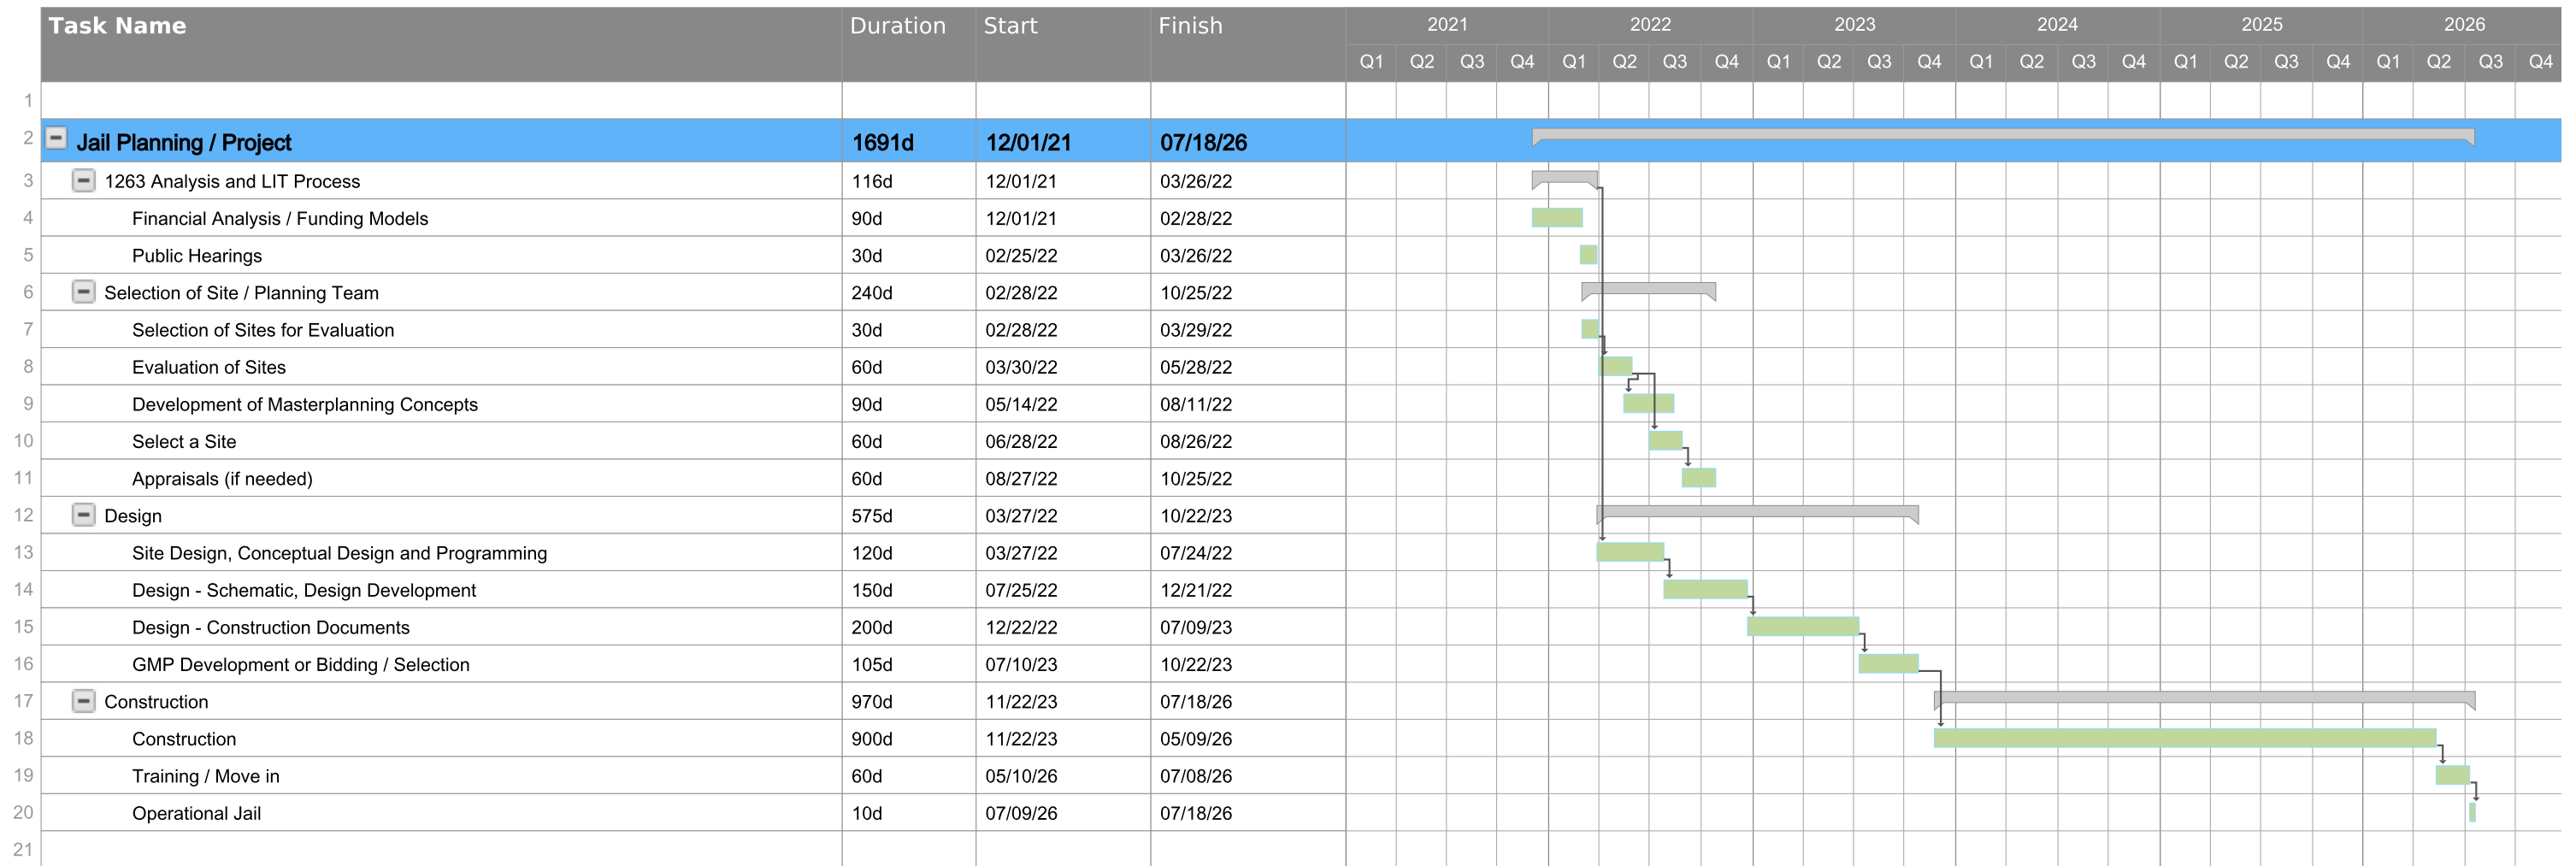 Task Name Duration Start Finish 2021 2022 2023 2024 2025 2026
Q1 Q2 Q3 Q4 Q1 Q2 Q3 Q4 Q1 Q2 Q3 Q4 Q1 Q2 Q3 Q4 Q1 Q2 Q3 Q4 Q1 Q2 Q3 Q4
1
2 Jail Planning / Project 1691d 12/01/21 07/18/26
3 1263 Analysis and LIT Process 116d 12/01/21 03/26/22
4 Financial Analysis / Funding Models 90d 12/01/21 02/28/22
5 Public Hearings 30d 02/25/22 03/26/22
6 Selection of Site / Planning Team 240d 02/28/22 10/25/22
7 Selection of Sites for Evaluation 30d 02/28/22 03/29/22
8 Evaluation of Sites 60d 03/30/22 05/28/22
9 Development of Masterplanning Concepts 90d 05/14/22 08/11/22
10 Select a Site 60d 06/28/22 08/26/22
11 Appraisals (if needed) 60d 08/27/22 10/25/22
12 Design 575d 03/27/22 10/22/23
13 Site Design, Conceptual Design and Programming 120d 03/27/22 07/24/22
14 Design - Schematic, Design Development 150d 07/25/22 12/21/22
15 Design - Construction Documents 200d 12/22/22 07/09/23
16 GMP Development or Bidding / Selection 105d 07/10/23 10/22/23
17 Construction 970d 11/22/23 07/18/26
18 Construction 900d 11/22/23 05/09/26
19 Training / Move in 60d 05/10/26 07/08/26
20 Operational Jail 10d 07/09/26 07/18/26
21